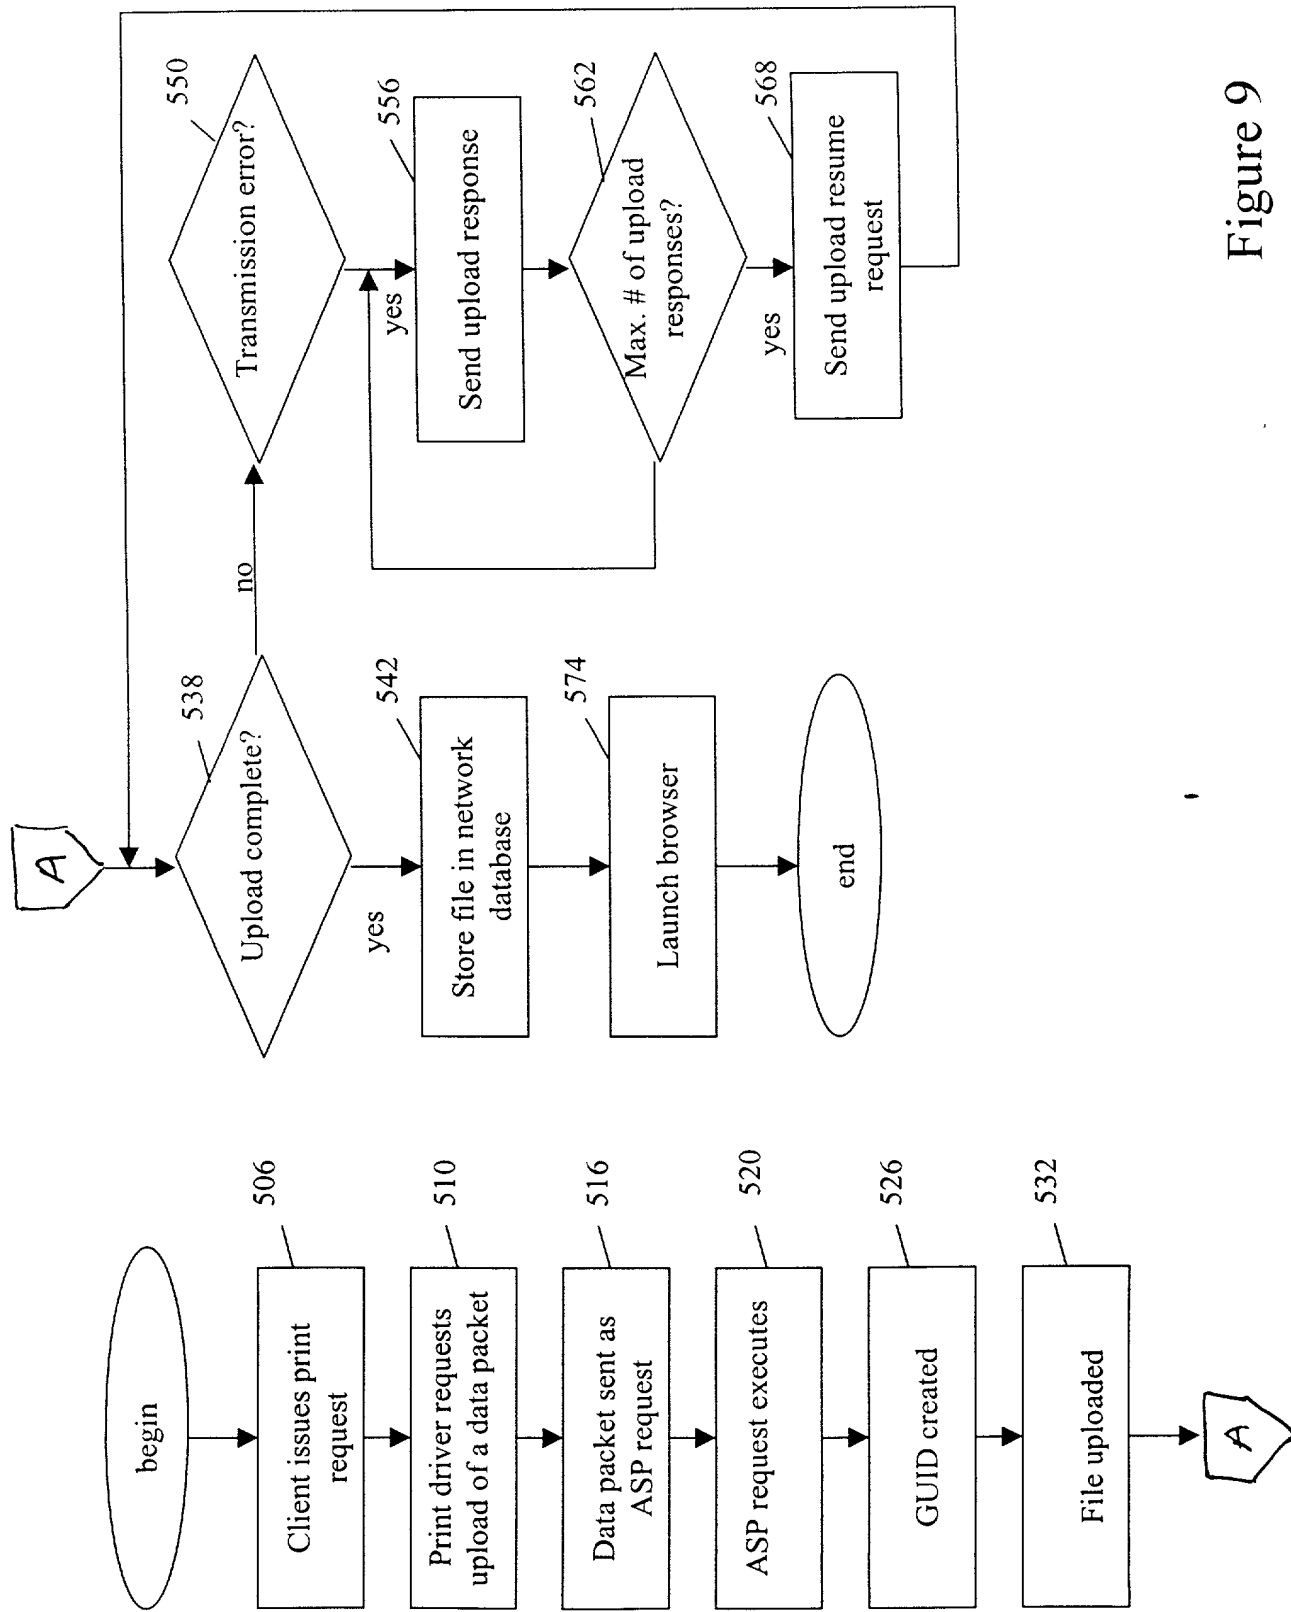 begin
506
Client issues print
request
510
Print driver requests
upload of a data packet
516
Data packet sent as
ASP request
520
ASP request executes
526
GUID created
532
File uploaded
A
A
538
Upload complete?
no
yes
542
Store file in network
database
574
Launch browser
end
550
Transmission error?
yes
556
Send upload response
562
Max. # of upload
responses?
yes
568
Send upload resume
request
Figure 9